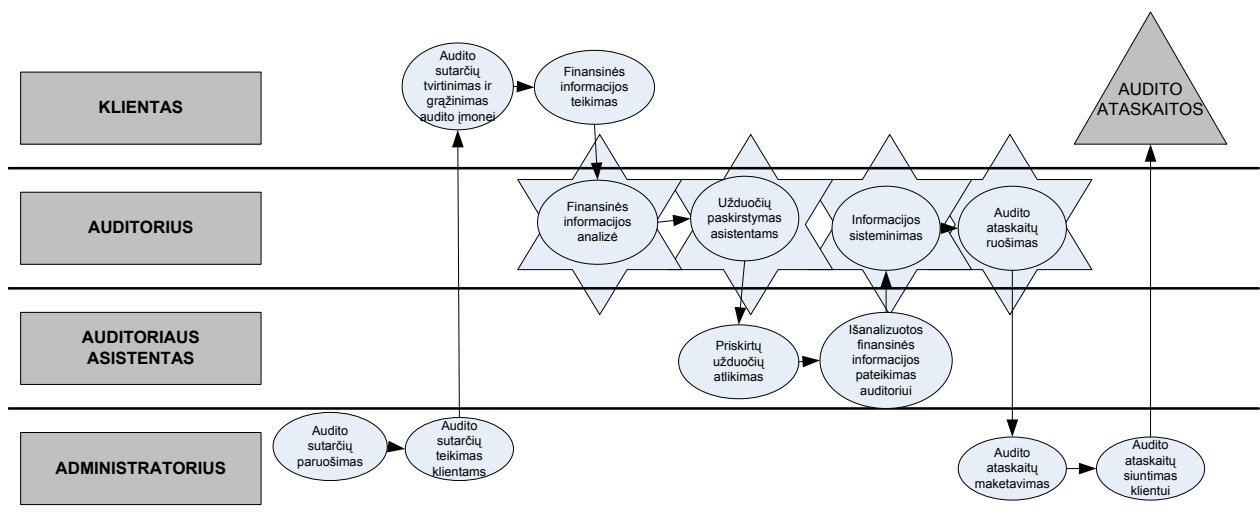 KLIENTAS
Audito
sutarčių
tvirtinimas ir
grąžinimas
audito įmonei
Finansinės
informacijos
teikimas
AUDITO
ATASKAITOS
AUDITORIUS
Finansinės
informacijos
analizė
Užduočių
paskirstymas
asistentams
Informacijos
sisteminimas
Audito
ataskaitų
ruošimas
AUDITORIAUS
ASISTENTAS
Priskirtų
užduočių
atlikimas
Išanalizuotos
finansinės
informacijos
pateikimas
auditoriui
ADMINISTRATORIUS
Audito
sutarčių
paruošimas
Audito
sutarčių
teikimas
klientams
Audito
ataskaitų
maketavimas
Audito
ataskaitų
siuntimas
klientui